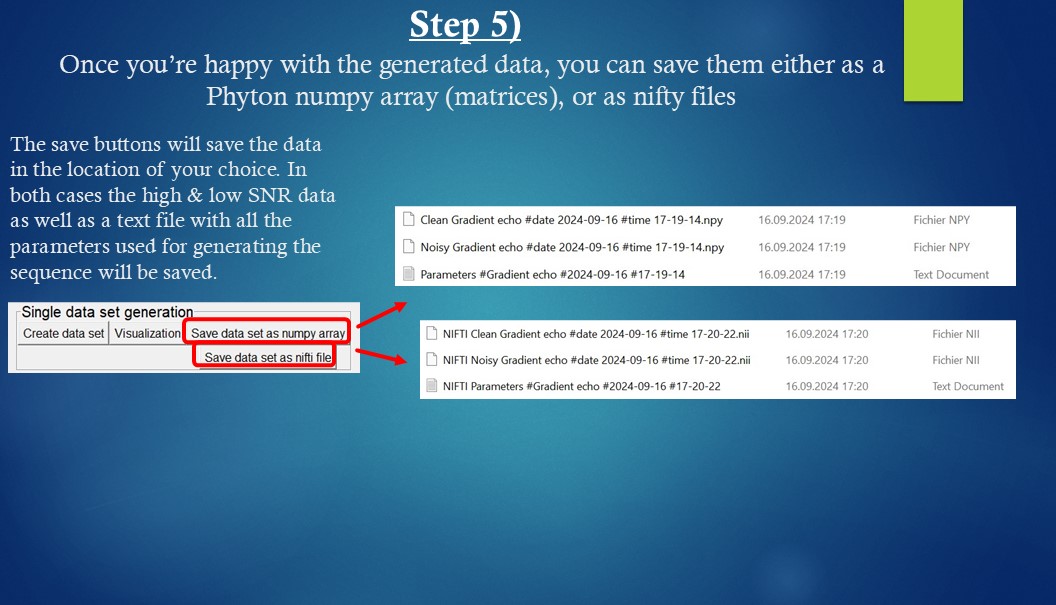 Step 5)
Once you're happy with the generated data, you can save them either as a
Phyton numpy array (matrices), or as nifty files
The save buttons will save the data
in the location of your choice. In
both cases the high & low SNR data
as well as a text file with all the
parameters used for generating the
sequence will be saved.
Single data set generation
Create data set Visualization Save data set as numpy array
Save data set as nifti file
Clean Gradient echo #date 2024-09-16 #time 17-19-14.npy 16.09.2024 17:19 Fichier NPY
Noisy Gradient echo #date 2024-09-16 #time 17-19-14.npy 16.09.2024 17:19 Fichier NPY
Parameters #Gradient echo #2024-09-16 #17-19-14 16.09.2024 17:19 Text Document
NIFTI Clean Gradient echo #date 2024-09-16 #time 17-20-22.nii 16.09.2024 17:20 Fichier NII
NIFTI Noisy Gradient echo #date 2024-09-16 #time 17-20-22.nii 16.09.2024 17:20 Fichier NII
NIFTI Parameters #Gradient echo #2024-09-16 #17-20-22 16.09.2024 17:20 Text Document